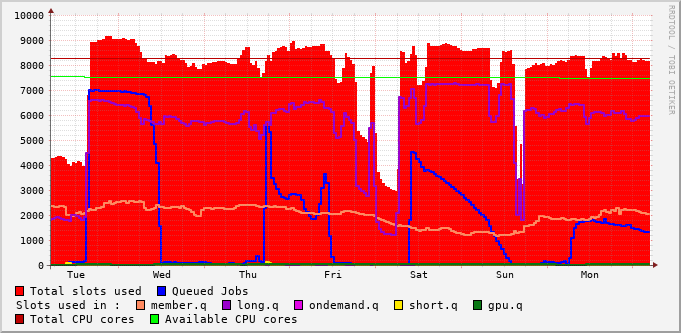 10000
9000
8000
7000
6000
5000
4000
3000
2000
1000
0
Tue Wed Thu Fri Sat Sun Mon
RRDTOOL / TOBI OETIKER
Total slots used Queued Jobs
Slots used in : member.q long.q ondemand.q short.q gpu.q
Total CPU cores Available CPU cores